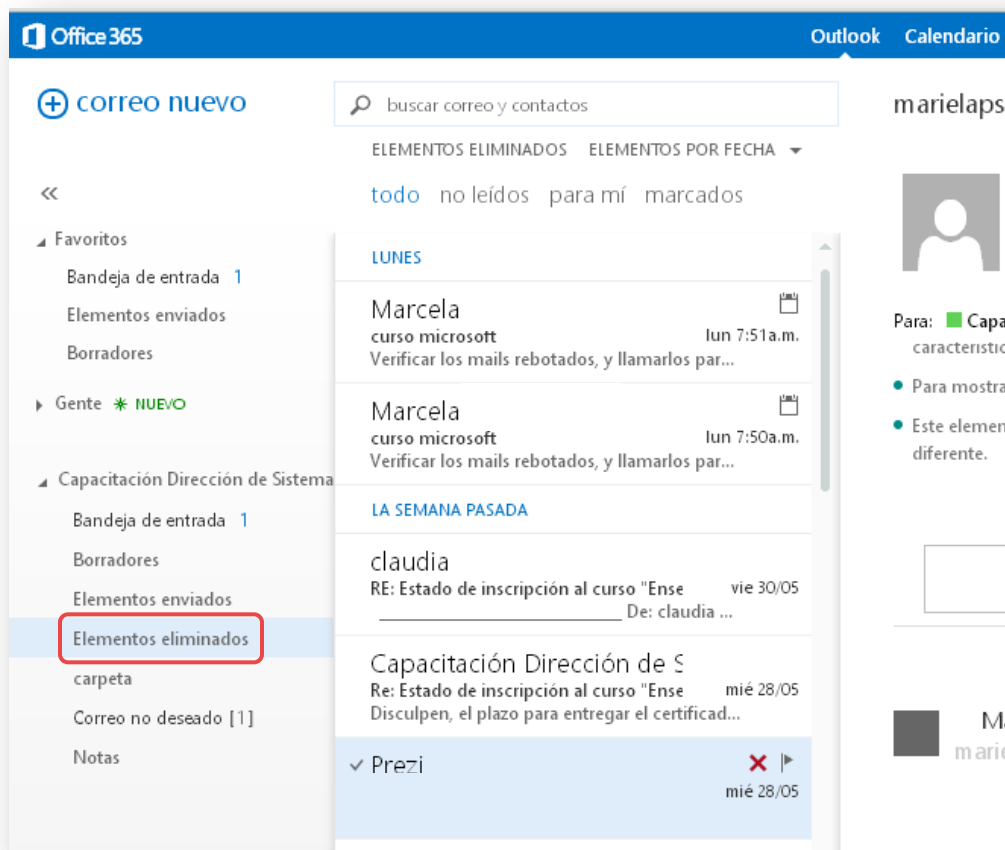 Office 365
Outlook Calendario
correo nuevo
buscar correo y contactos
marielaps
ELEMENTOS ELIMINADOS ELEMENTOS POR FECHA
todo no leídos para mí marcados
Favoritos
Bandeja de entrada 1
Elementos enviados
Borradores
Gente NUEVO
Capacitación Dirección de Sistema
Bandeja de entrada 1
Borradores
Elementos enviados
Elementos eliminados
carpeta
Correo no deseado [1]
Notas
LUNES
Marcela
curso microsoft lun 7:51a.m.
Verificar los mails rebotados, y llamarlos par...
Marcela
curso microsoft lun 7:50a.m.
Verificar los mails rebotados, y llamarlos par...
LA SEMANA PASADA
claudia
RE: Estado de inscripción al curso "Ense vie 30/05
De: claudia ...
Capacitación Dirección de S
Re: Estado de inscripción al curso "Ense mié 28/05
Disculpen, el plazo para entregar el certificad...
Prezi
mié 28/05
Para: Capa
característic
Para mostra
Este elemen
diferente.
Ma
marie